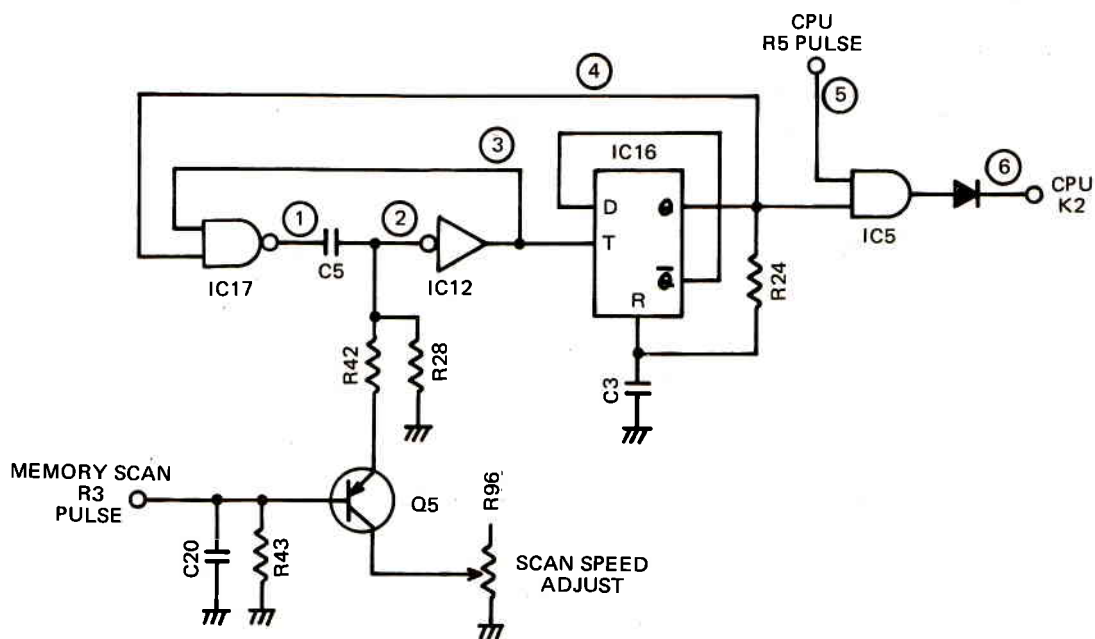 CPU
R5 PULSE
4
5
3
IC16
6
CPU
K2
1
2
D
Q
T
Q̅
R
C5
IC17
IC12
IC5
R24
R42
R28
C3
MEMORY SCAN
R3
PULSE
Q5
R96
C20
R43
SCAN SPEED
ADJUST